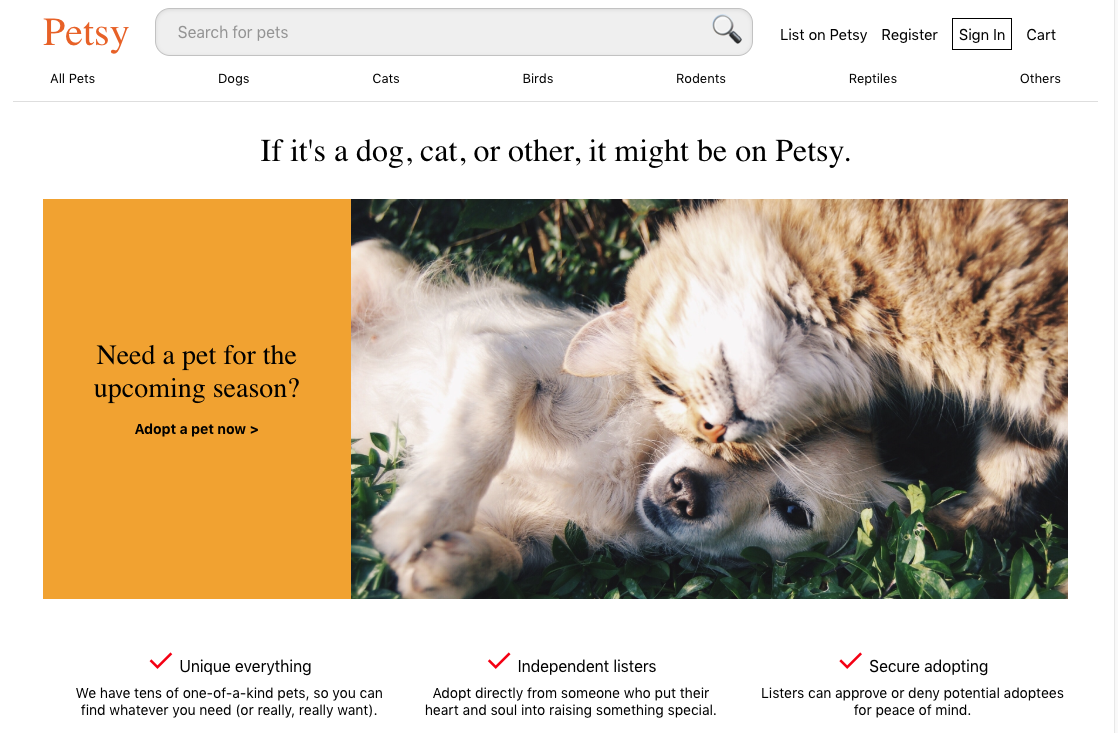 Petsy
Search for pets
List on Petsy Register Sign In Cart
All Pets Dogs Cats Birds Rodents Reptiles Others
If it's a dog, cat, or other, it might be on Petsy.
Need a pet for the
upcoming season?
Adopt a pet now >
Unique everything
We have tens of one-of-a-kind pets, so you can
find whatever you need (or really, really want).
Independent listers
Adopt directly from someone who put their
heart and soul into raising something special.
Secure adopting
Listers can approve or deny potential adoptees
for peace of mind.